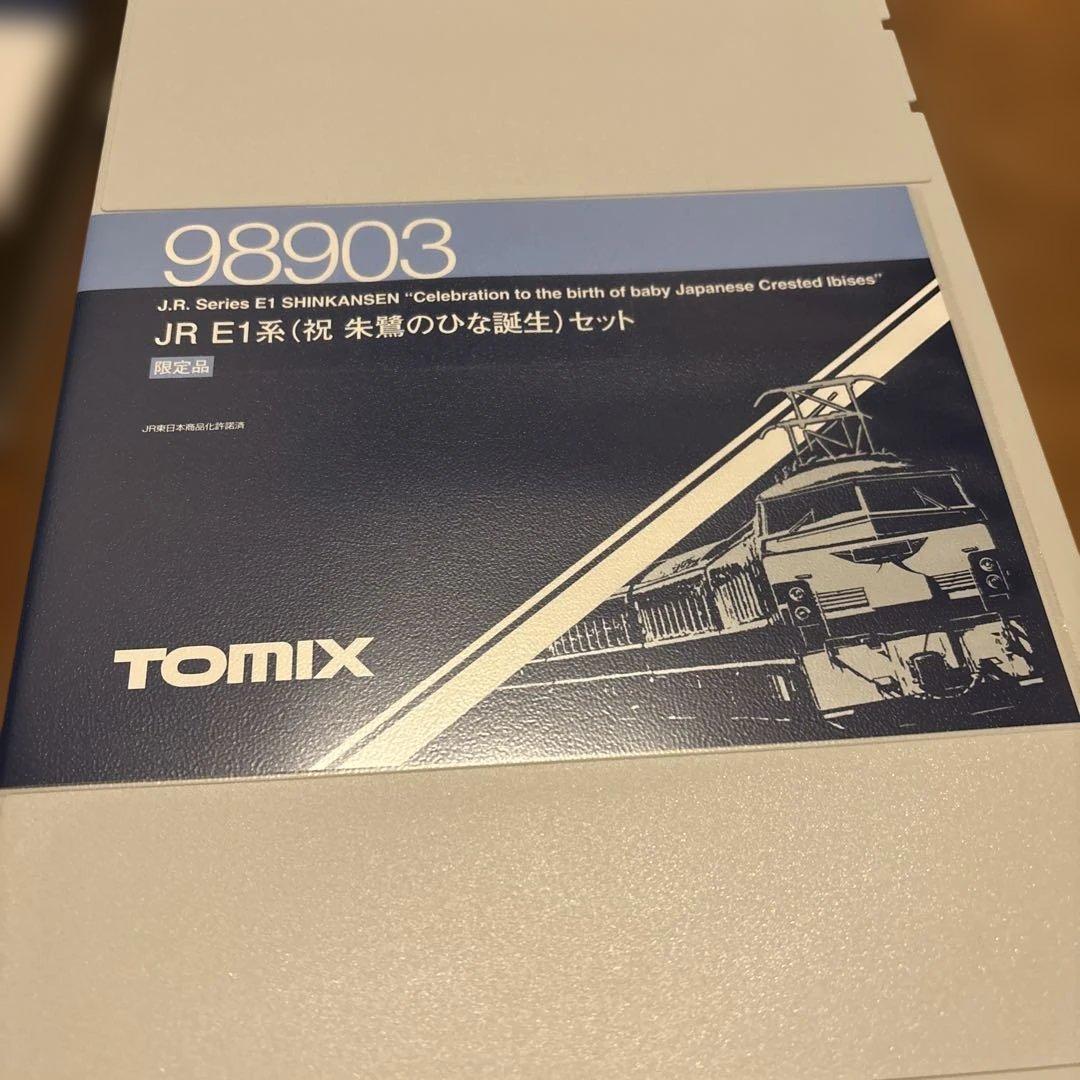 98903
J.R. Series E1 SHINKANSEN “Celebration to the birth of baby Japanese Crested Ibises”
JR E1系(祝 朱鷺のひな誕生)セット
限定品
JR東日本商品化許諾済
TOMIX